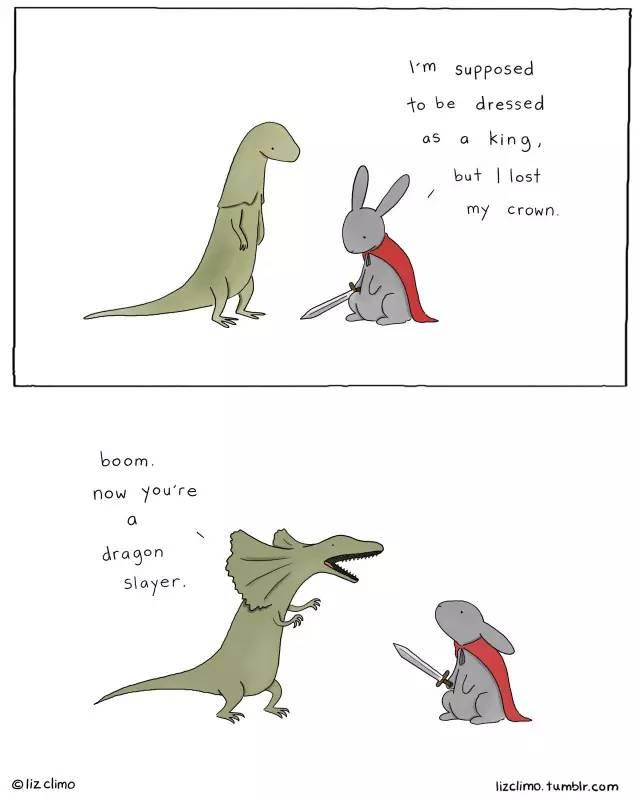 I'm supposed
to be dressed
as a king,
but I lost
my crown.
boom.
now you're
a
dragon
slayer.
©liz climo
lizclimo.tumblr.com